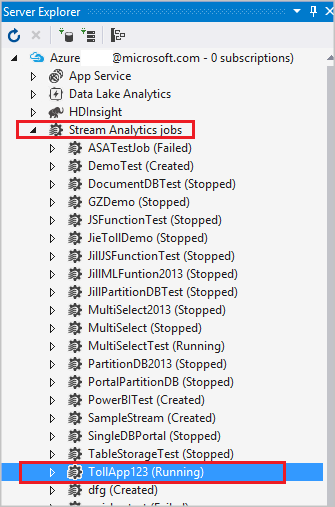 Server Explorer
Azure @microsoft.com - 0 subscriptions)
App Service
Data Lake Analytics
HDInsight
Stream Analytics jobs
ASATestJob (Failed)
DemoTest (Created)
DocumentDBTest (Stopped)
GZDemo (Stopped)
JSFunctionTest (Stopped)
JieTollDemo (Stopped)
JillJSFunctionTest (Stopped)
JillMLFuntion2013 (Stopped)
JillPartitionDBTest (Stopped)
MultiSelect2013 (Stopped)
MultiSelect (Stopped)
MultiSelectTest (Running)
PartitionDB2013 (Stopped)
PortalPartitionDB (Stopped)
PowerBITest (Created)
SampleStream (Created)
SingleDBPortal (Stopped)
TableStorageTest (Stopped)
TollApp123 (Running)
dfg (Created)